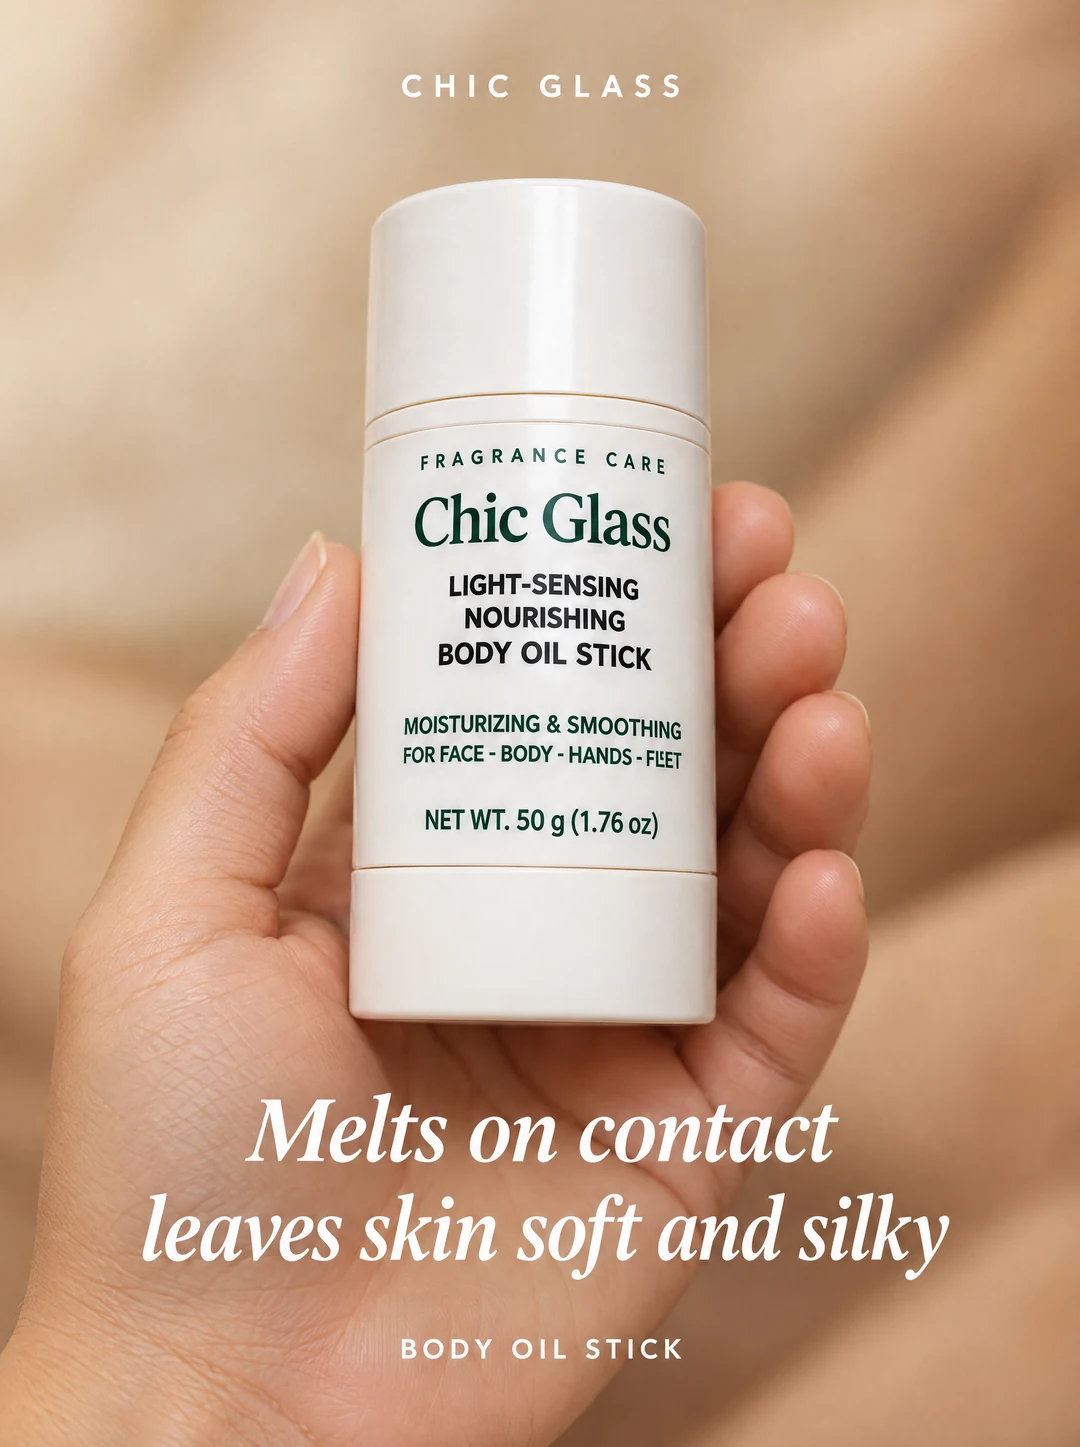 CHIC GLASS
FRAGRANCE CARE
Chic Glass
LIGHT-SENSING
NOURISHING
BODY OIL STICK
MOISTURIZING & SMOOTHING
FOR FACE - BODY - HANDS -
NET WT. 50 g (1.76 oz)
Melts on contact
leaves skin soft and silky
BODY OIL STICK